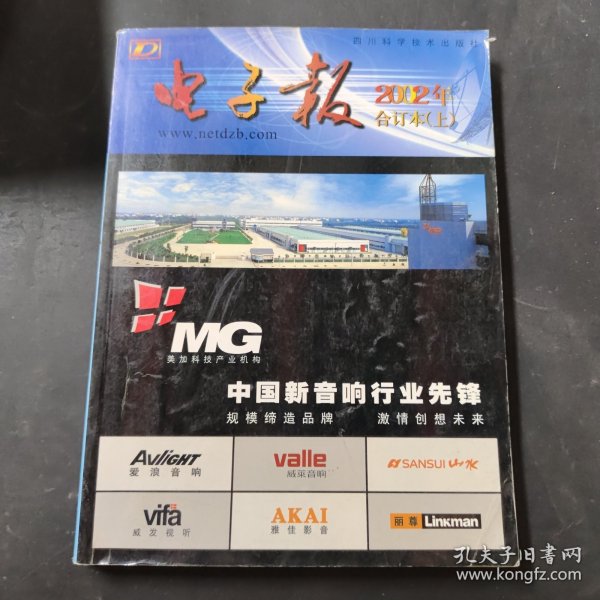 四川科学技术出版社
D
电子报
2002年
合订本(上)
www.netdzb.com
MG
美加科技产业机构
中国新音响行业先锋
规模缔造品牌 激情创想未来
AVLIGHT
爱浪音响
valle
威莱音响
SANSUI 山水
vifa
威发视听
AKAI
雅佳影音
丽尊 Linkman
孔夫子旧书网
www.kongfz.com